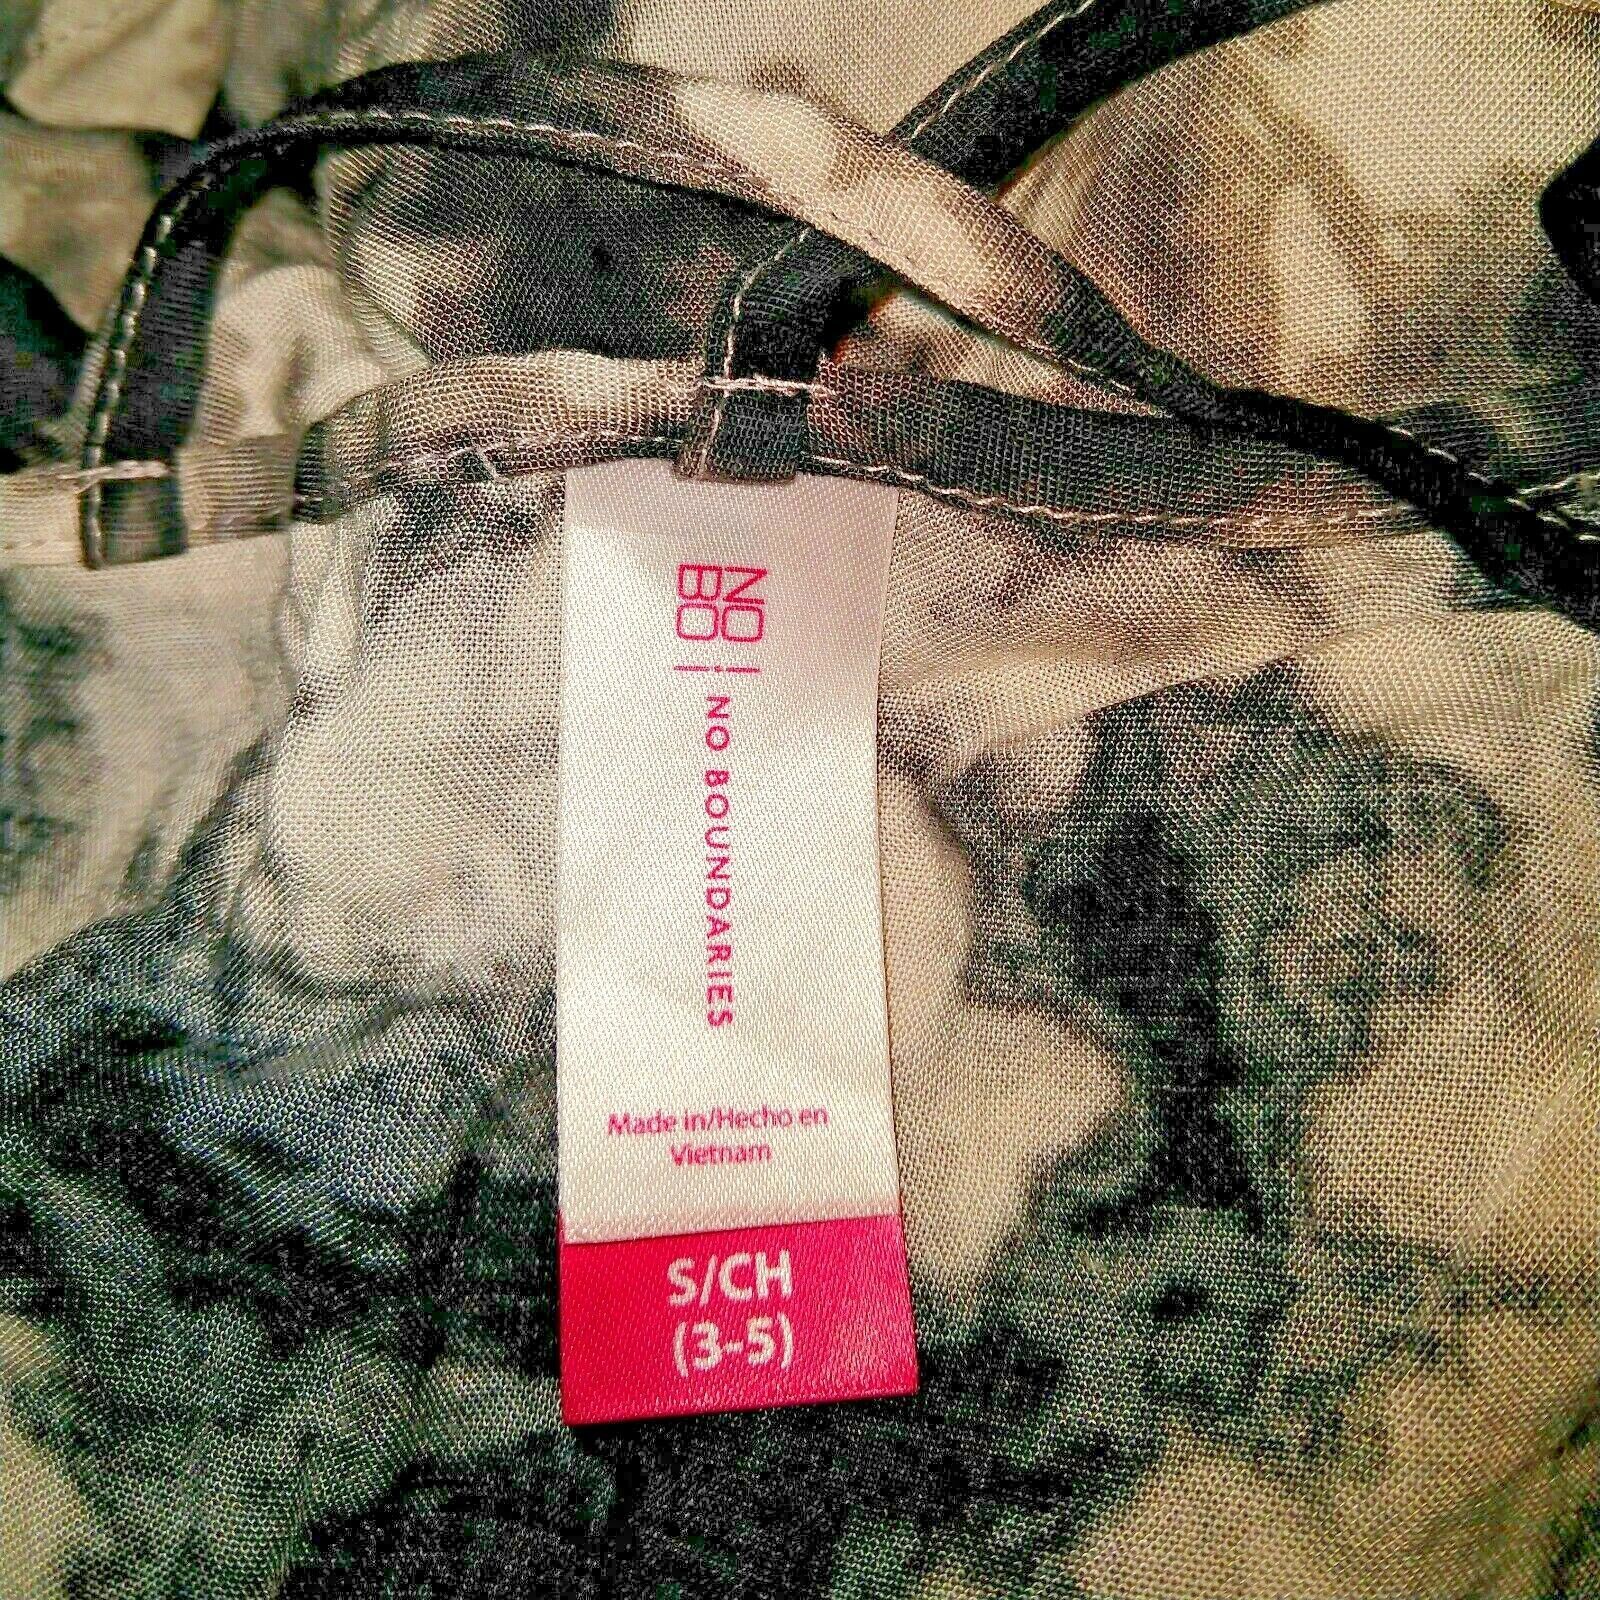 NO
BO
NO BOUNDARIES
Made in/Hecho en
Vietnam
S/CH
(3-5)